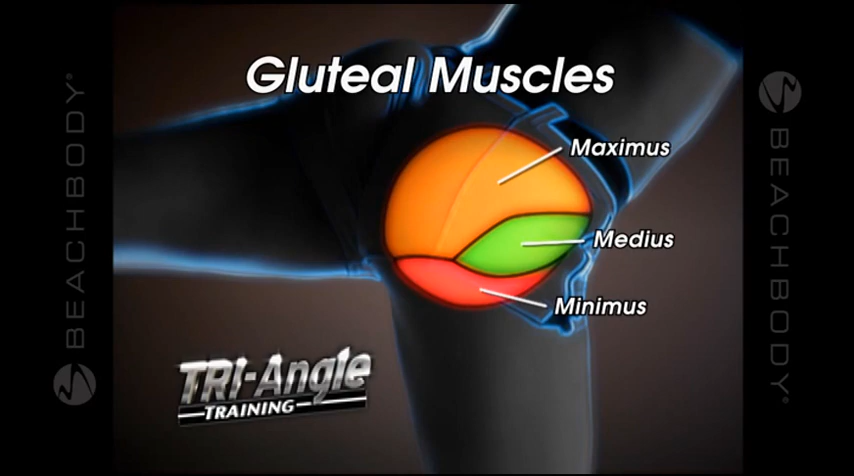 Gluteal Muscles
Maximus
Medius
Minimus
TRI-Angle
TRAINING
BEACHBODY®
BEACHBODY®